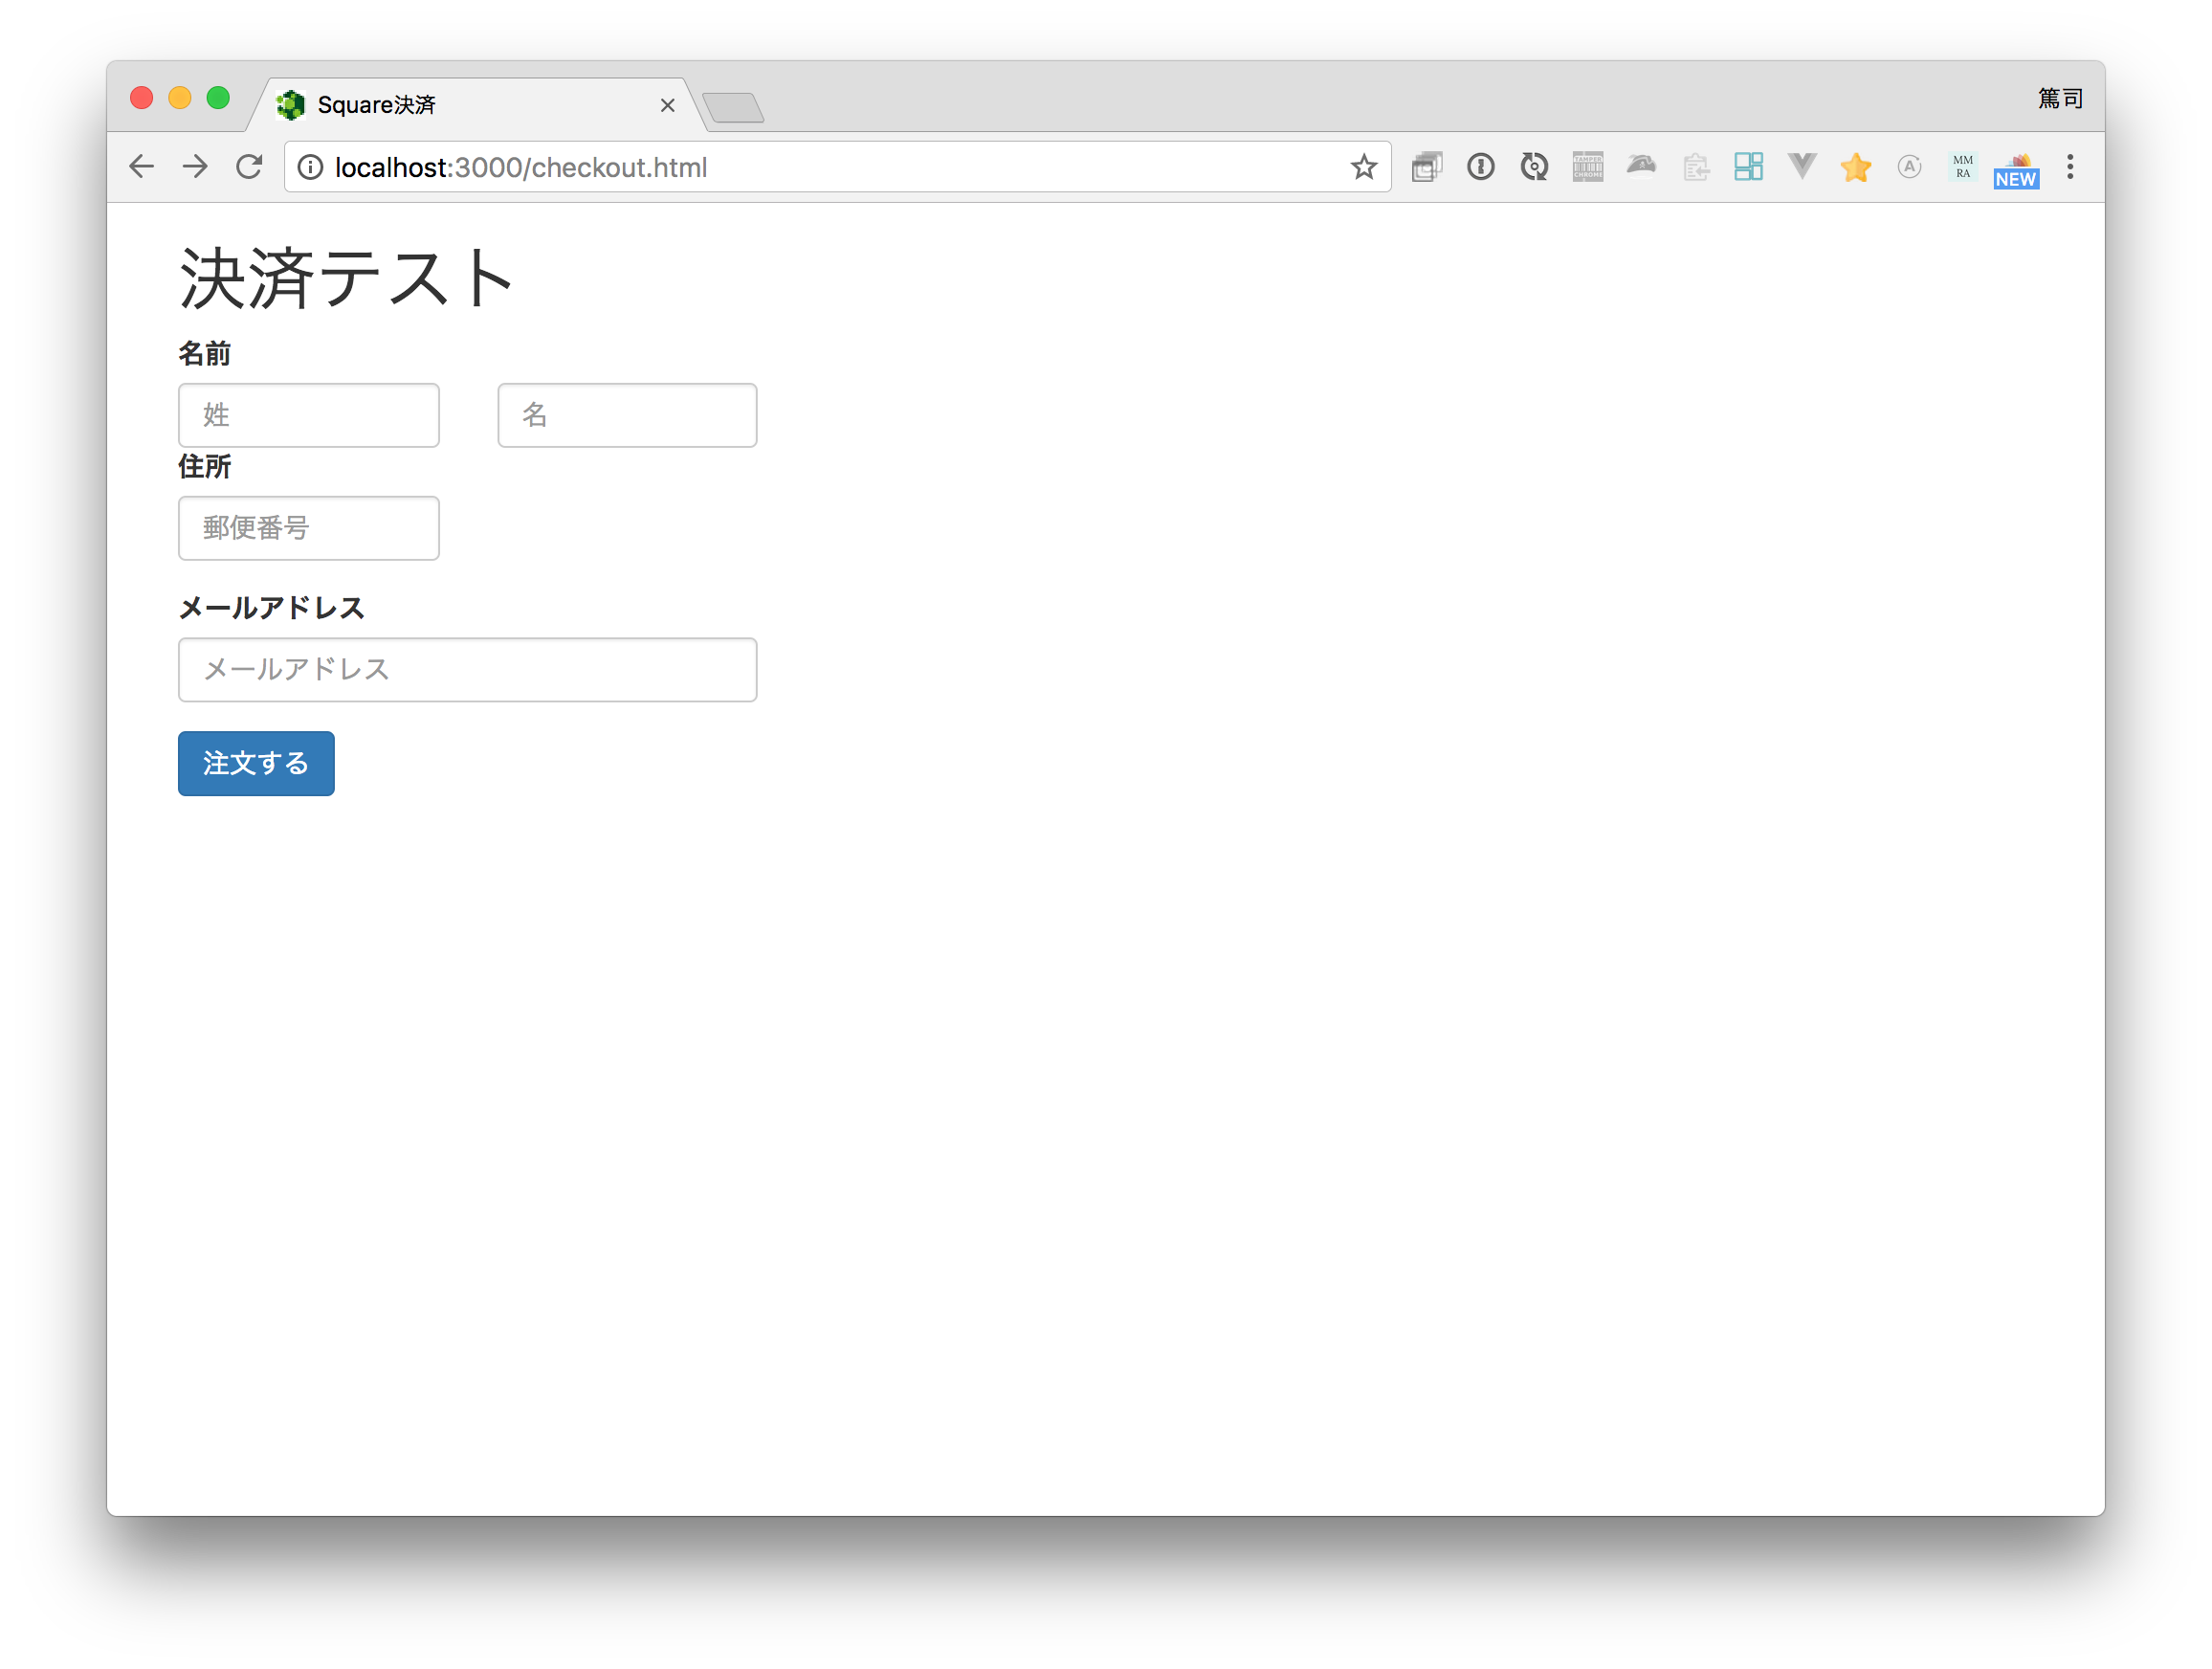 Square決済
篤司
localhost:3000/checkout.html
TAMPER
CHROME
A
MM
RA
NEW
決済テスト
名前
姓 名
住所
郵便番号
メールアドレス
メールアドレス
注文する